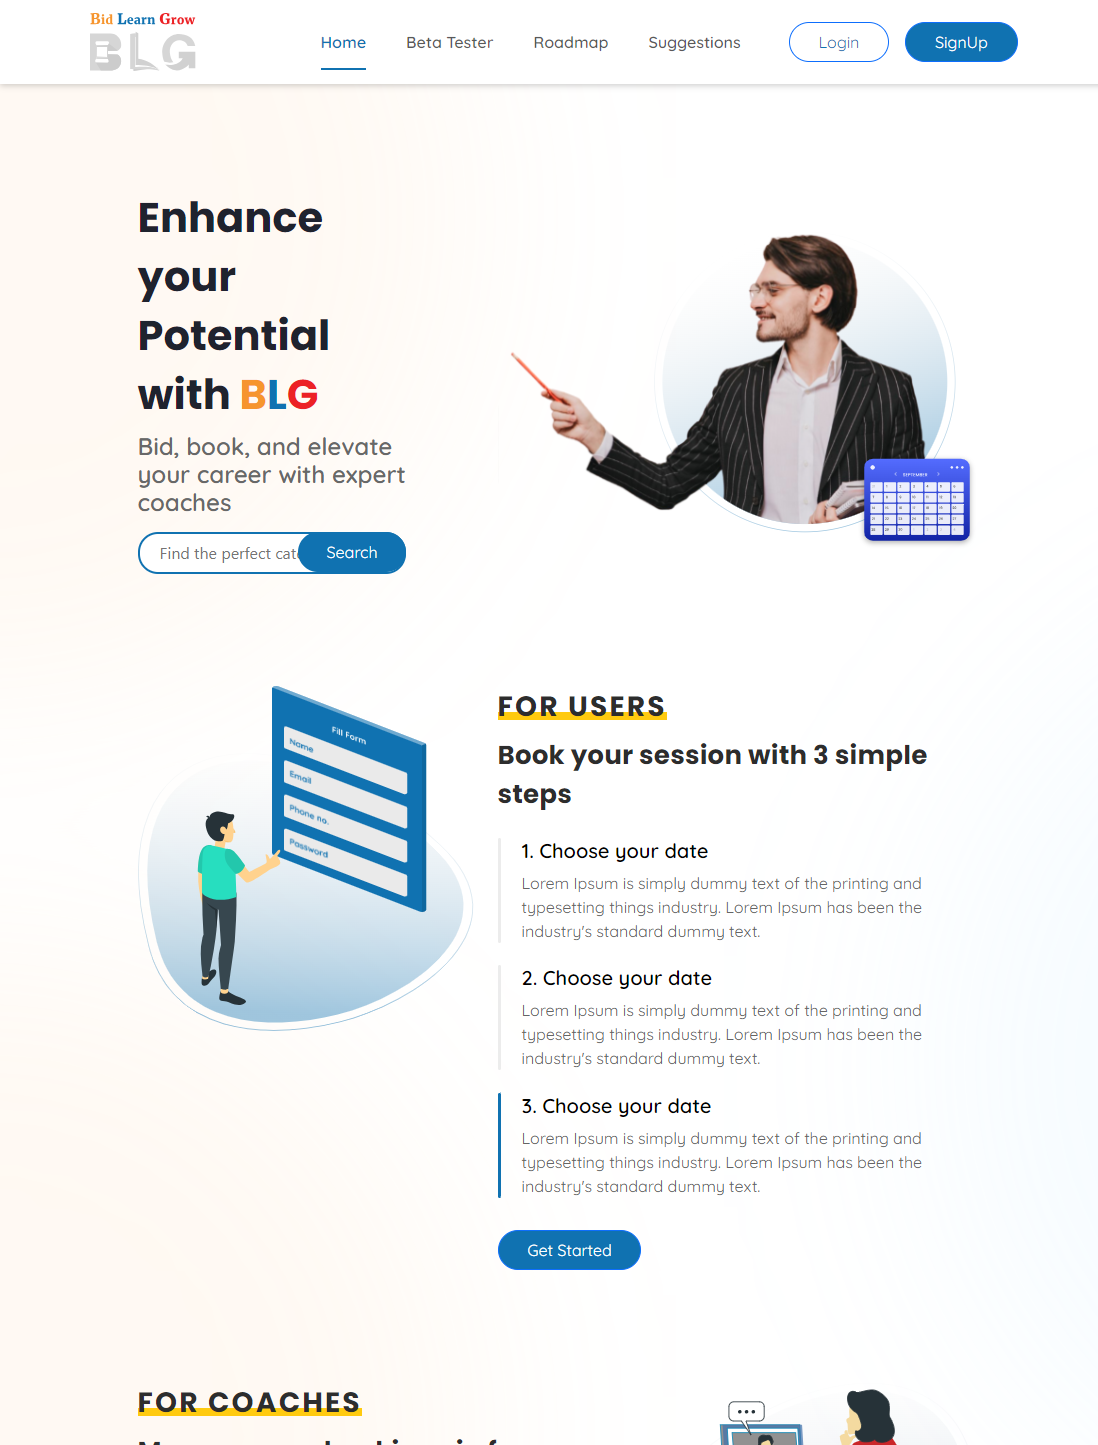 Bid Learn Grow
BLG
Home Beta Tester Roadmap Suggestions Login SignUp
Enhance
your
Potential
with BLG
Bid, book, and elevate
your career with expert
coaches
Find the perfect cat
Search
SEPTEMBER
Fill Form
Name
Email
Phone no.
Password
FOR USERS
Book your session with 3 simple
steps
1. Choose your date
Lorem Ipsum is simply dummy text of the printing and
typesetting things industry. Lorem Ipsum has been the
industry's standard dummy text.
2. Choose your date
Lorem Ipsum is simply dummy text of the printing and
typesetting things industry. Lorem Ipsum has been the
industry's standard dummy text.
3. Choose your date
Lorem Ipsum is simply dummy text of the printing and
typesetting things industry. Lorem Ipsum has been the
industry's standard dummy text.
Get Started
FOR COACHES